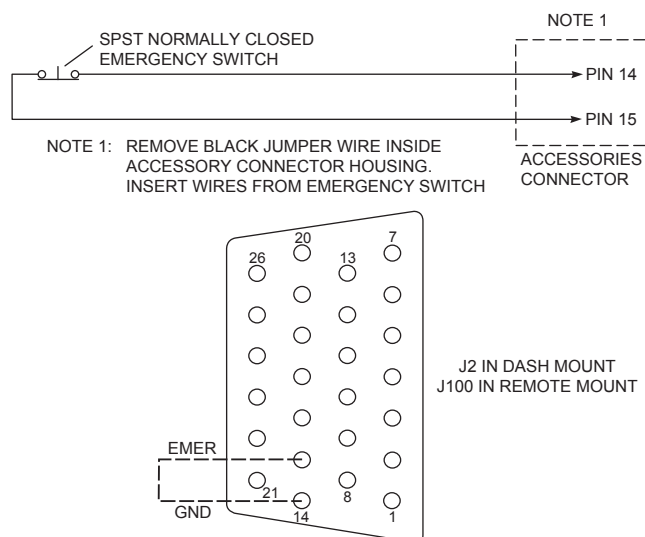 NOTE 1
SPST NORMALLY CLOSED
EMERGENCY SWITCH
PIN 14
PIN 15
NOTE 1: REMOVE BLACK JUMPER WIRE INSIDE
ACCESSORY CONNECTOR HOUSING.
INSERT WIRES FROM EMERGENCY SWITCH
ACCESSORIES
CONNECTOR
20
7
26
13
J2 IN DASH MOUNT
J100 IN REMOTE MOUNT
EMER
21
8
GND
14
1